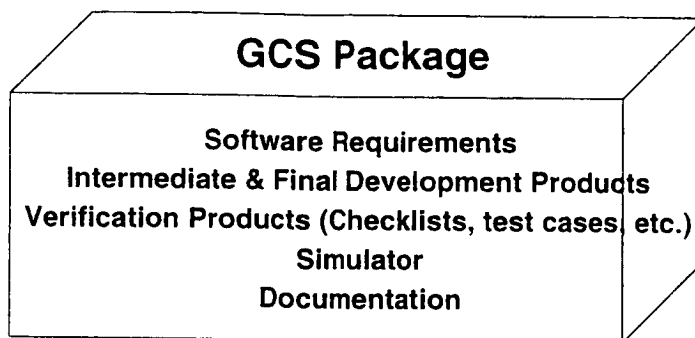 GCS Package
Software Requirements
Intermediate & Final Development Products
Verification Products (Checklists, test cases, etc.)
Simulator
Documentation